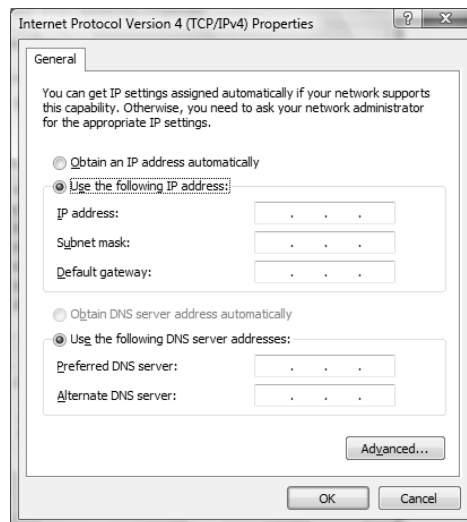 Internet Protocol Version 4 (TCP/IPv4) Properties
General
You can get IP settings assigned automatically if your network supports
this capability. Otherwise, you need to ask your network administrator
for the appropriate IP settings.
Obtain an IP address automatically
Use the following IP address:
IP address:
Subnet mask:
Default gateway:
Obtain DNS server address automatically
Use the following DNS server addresses:
Preferred DNS server:
Alternate DNS server:
Advanced...
OK
Cancel